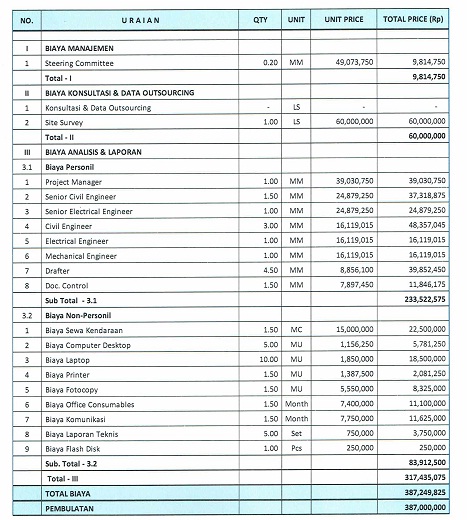 NO. U R A I A N QTY UNIT UNIT PRICE TOTAL PRICE (Rp)
I BIAYA MANAJEMEN
1 Steering Committee 0.20 MM 49,073,750 9,814,750
Total - I 9,814,750
II BIAYA KONSULTASI & DATA OUTSOURCING
1 Konsultasi & Data Outsourcing - LS - -
2 Site Survey 1.00 LS 60,000,000 60,000,000
Total - II 60,000,000
III BIAYA ANALISIS & LAPORAN
3.1 Biaya Personil
1 Project Manager 1.00 MM 39,030,750 39,030,750
2 Senior Civil Engineer 1.50 MM 24,879,250 37,318,875
3 Senior Electrical Engineer 1.00 MM 24,879,250 24,879,250
4 Civil Engineer 3.00 MM 16,119,015 48,357,045
5 Electrical Engineer 1.00 MM 16,119,015 16,119,015
6 Mechanical Engineer 1.00 MM 16,119,015 16,119,015
7 Drafter 4.50 MM 8,856,100 39,852,450
8 Doc. Control 1.50 MM 7,897,450 11,846,175
Sub Total - 3.1 233,522,575
3.2 Biaya Non-Personil
1 Biaya Sewa Kendaraan 1.50 MC 15,000,000 22,500,000
2 Biaya Computer Desktop 5.00 MU 1,156,250 5,781,250
3 Biaya Laptop 10.00 MU 1,850,000 18,500,000
4 Biaya Printer 1.50 MU 1,387,500 2,081,250
5 Biaya Fotocopy 1.50 MU 5,550,000 8,325,000
6 Biaya Office Consumables 1.50 Month 7,400,000 11,100,000
7 Biaya Komunikasi 1.50 Month 7,750,000 11,625,000
8 Biaya Laporan Teknis 5.00 Set 750,000 3,750,000
9 Biaya Flash Disk 1.00 Pcs 250,000 250,000
Sub. Total - 3.2 83,912,500
Total - III 317,435,075
TOTAL BIAYA 387,249,825
PEMBULATAN 387,000,000